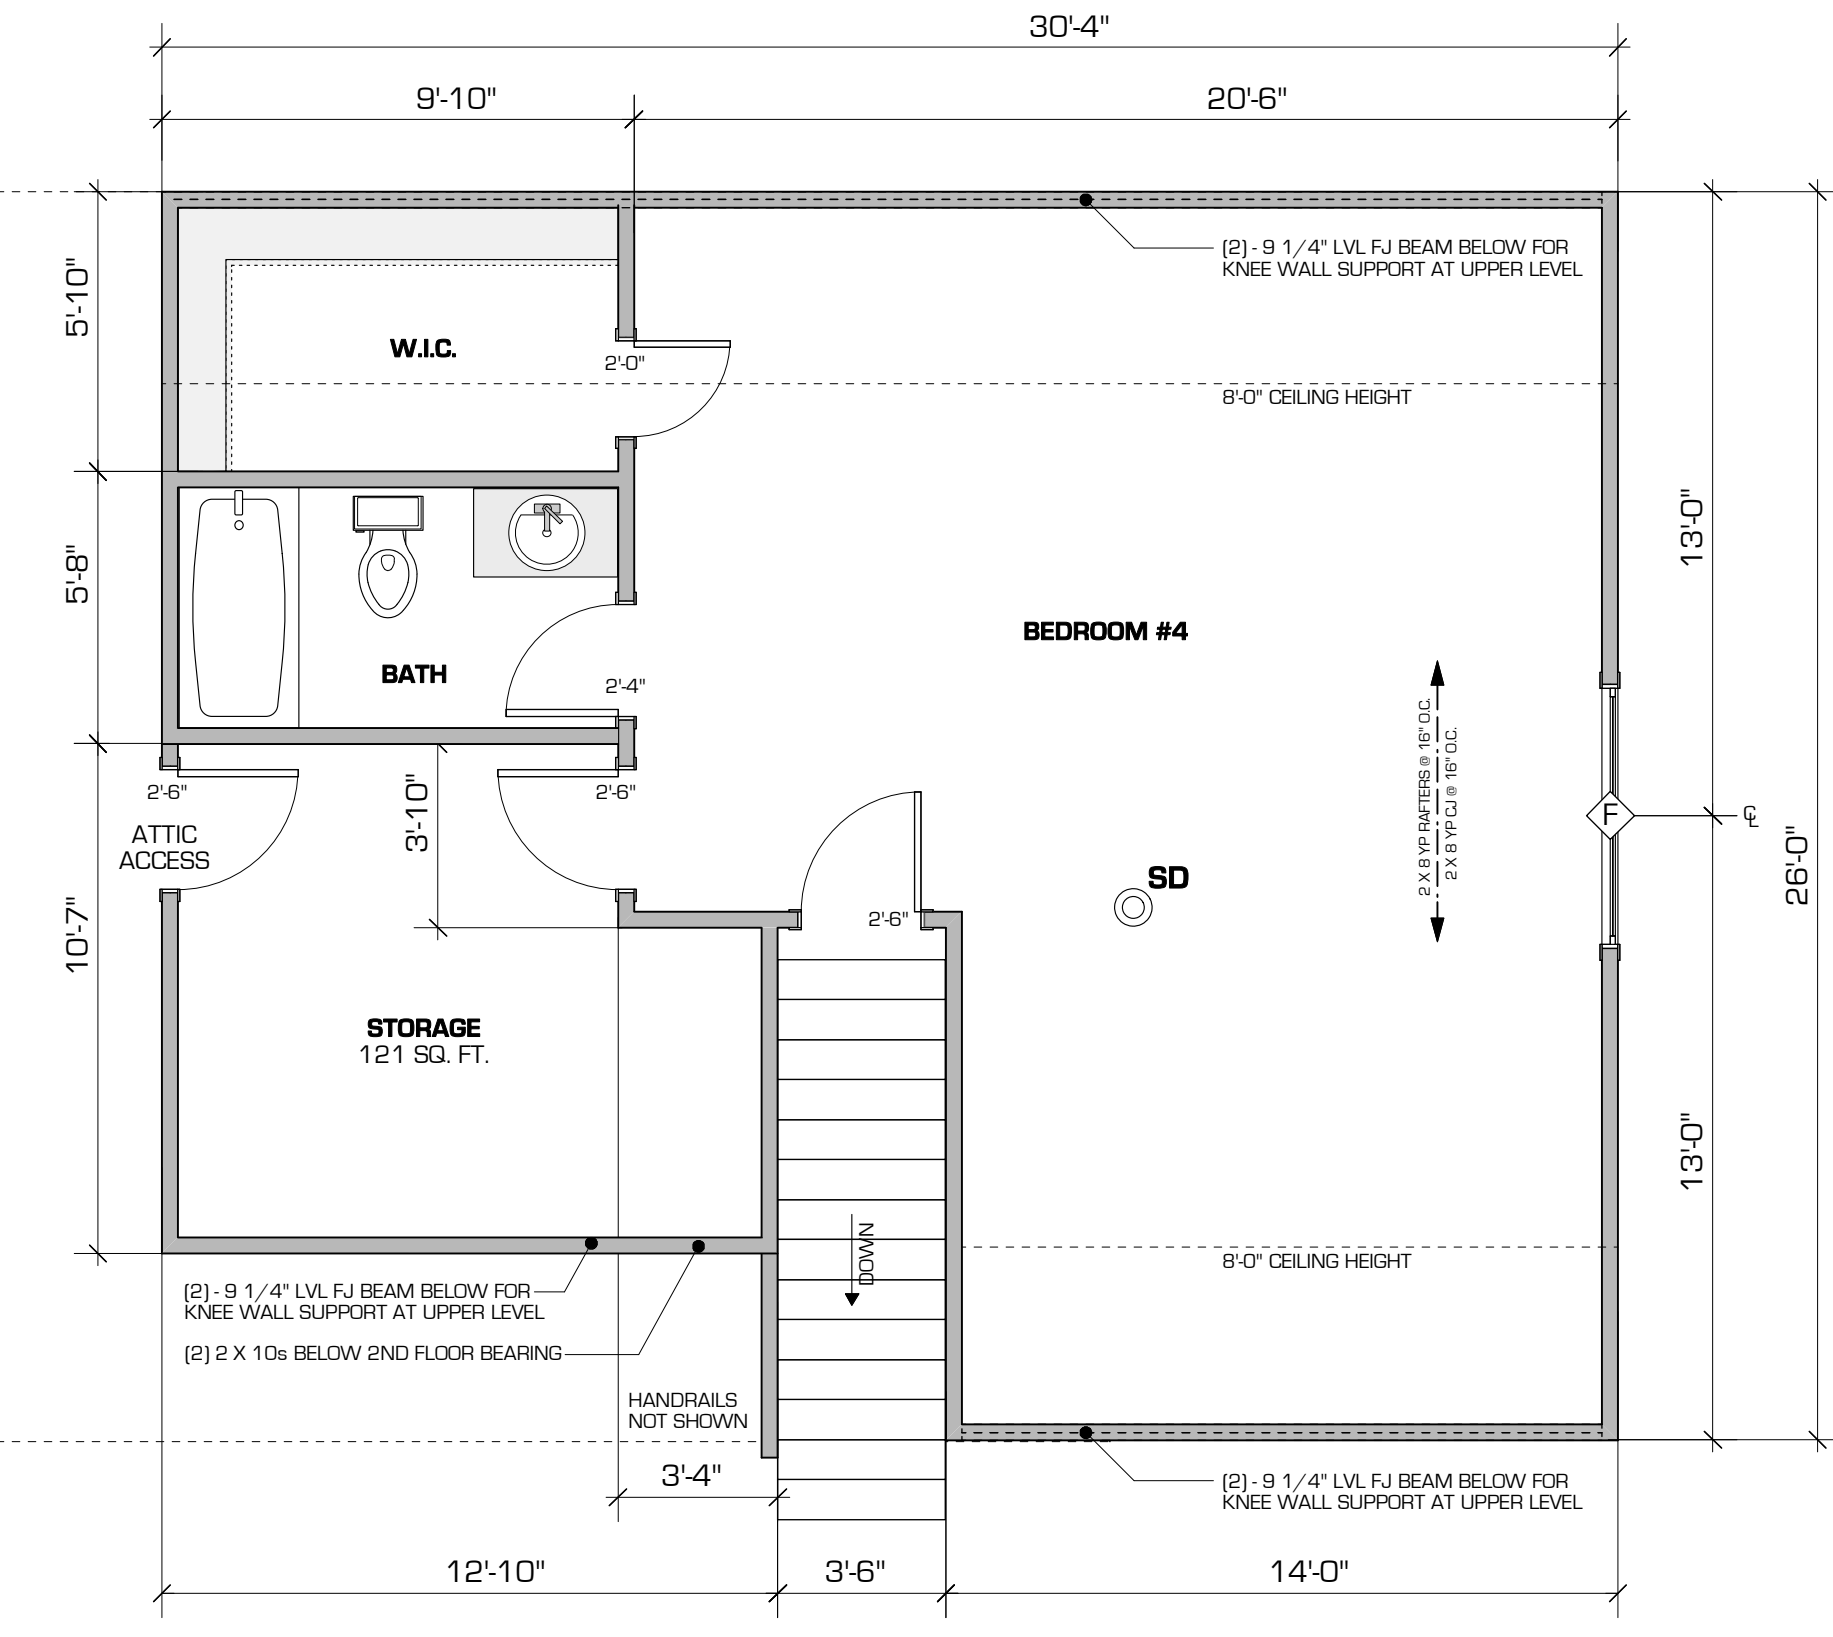 30'-4"
9'-10"
20'-6"
(2) - 9 1/4" LVL FJ BEAM BELOW FOR
KNEE WALL SUPPORT AT UPPER LEVEL
5'-10"
W.I.C.
2'-0"
8'-0" CEILING HEIGHT
13'-0"
5'-8"
BATH
2'-4"
BEDROOM #4
2 X 8 YP RAFTERS @ 16" O.C.
2 X 8 YP CJ @ 16" O.C.
2'-6"
ATTIC
ACCESS
3'-10"
2'-6"
F
CL
26'-0"
SD
2'-6"
10'-7"
STORAGE
121 SQ. FT.
13'-0"
DOWN
8'-0" CEILING HEIGHT
(2) - 9 1/4" LVL FJ BEAM BELOW FOR
KNEE WALL SUPPORT AT UPPER LEVEL
(2) 2 X 10s BELOW 2ND FLOOR BEARING
HANDRAILS
NOT SHOWN
3'-4"
(2) - 9 1/4" LVL FJ BEAM BELOW FOR
KNEE WALL SUPPORT AT UPPER LEVEL
12'-10"
3'-6"
14'-0"